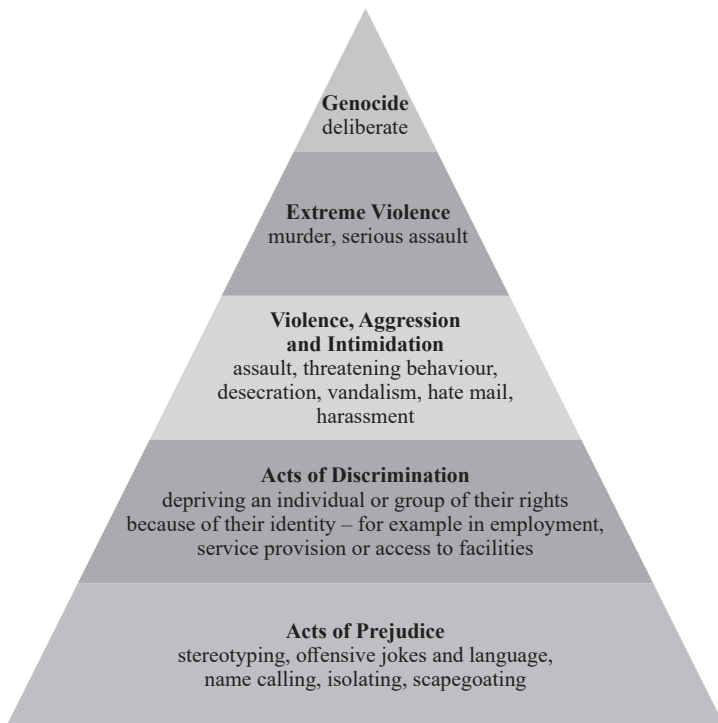 Genocide
deliberate
Extreme Violence
murder, serious assault
Violence, Aggression
and Intimidation
assault, threatening behaviour,
desecration, vandalism, hate mail,
harassment
Acts of Discrimination
depriving an individual or group of their rights
because of their identity – for example in employment,
service provision or access to facilities
Acts of Prejudice
stereotyping, offensive jokes and language,
name calling, isolating, scapegoating